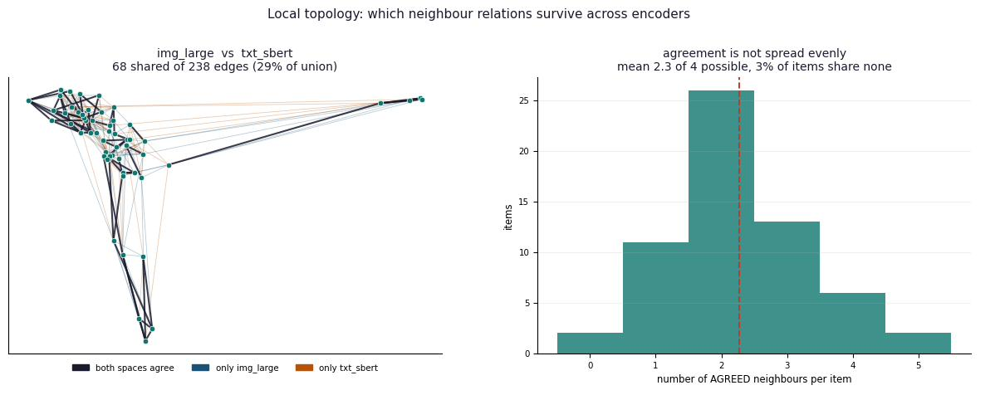 Local topology: which neighbour relations survive across encoders
img_large  vs  txt_sbert
68 shared of 238 edges (29% of union)
both spaces agree
only img_large
only txt_sbert
agreement is not spread evenly
mean 2.3 of 4 possible, 3% of items share none
items
25
20
15
10
5
0
0 1 2 3 4 5
number of AGREED neighbours per item